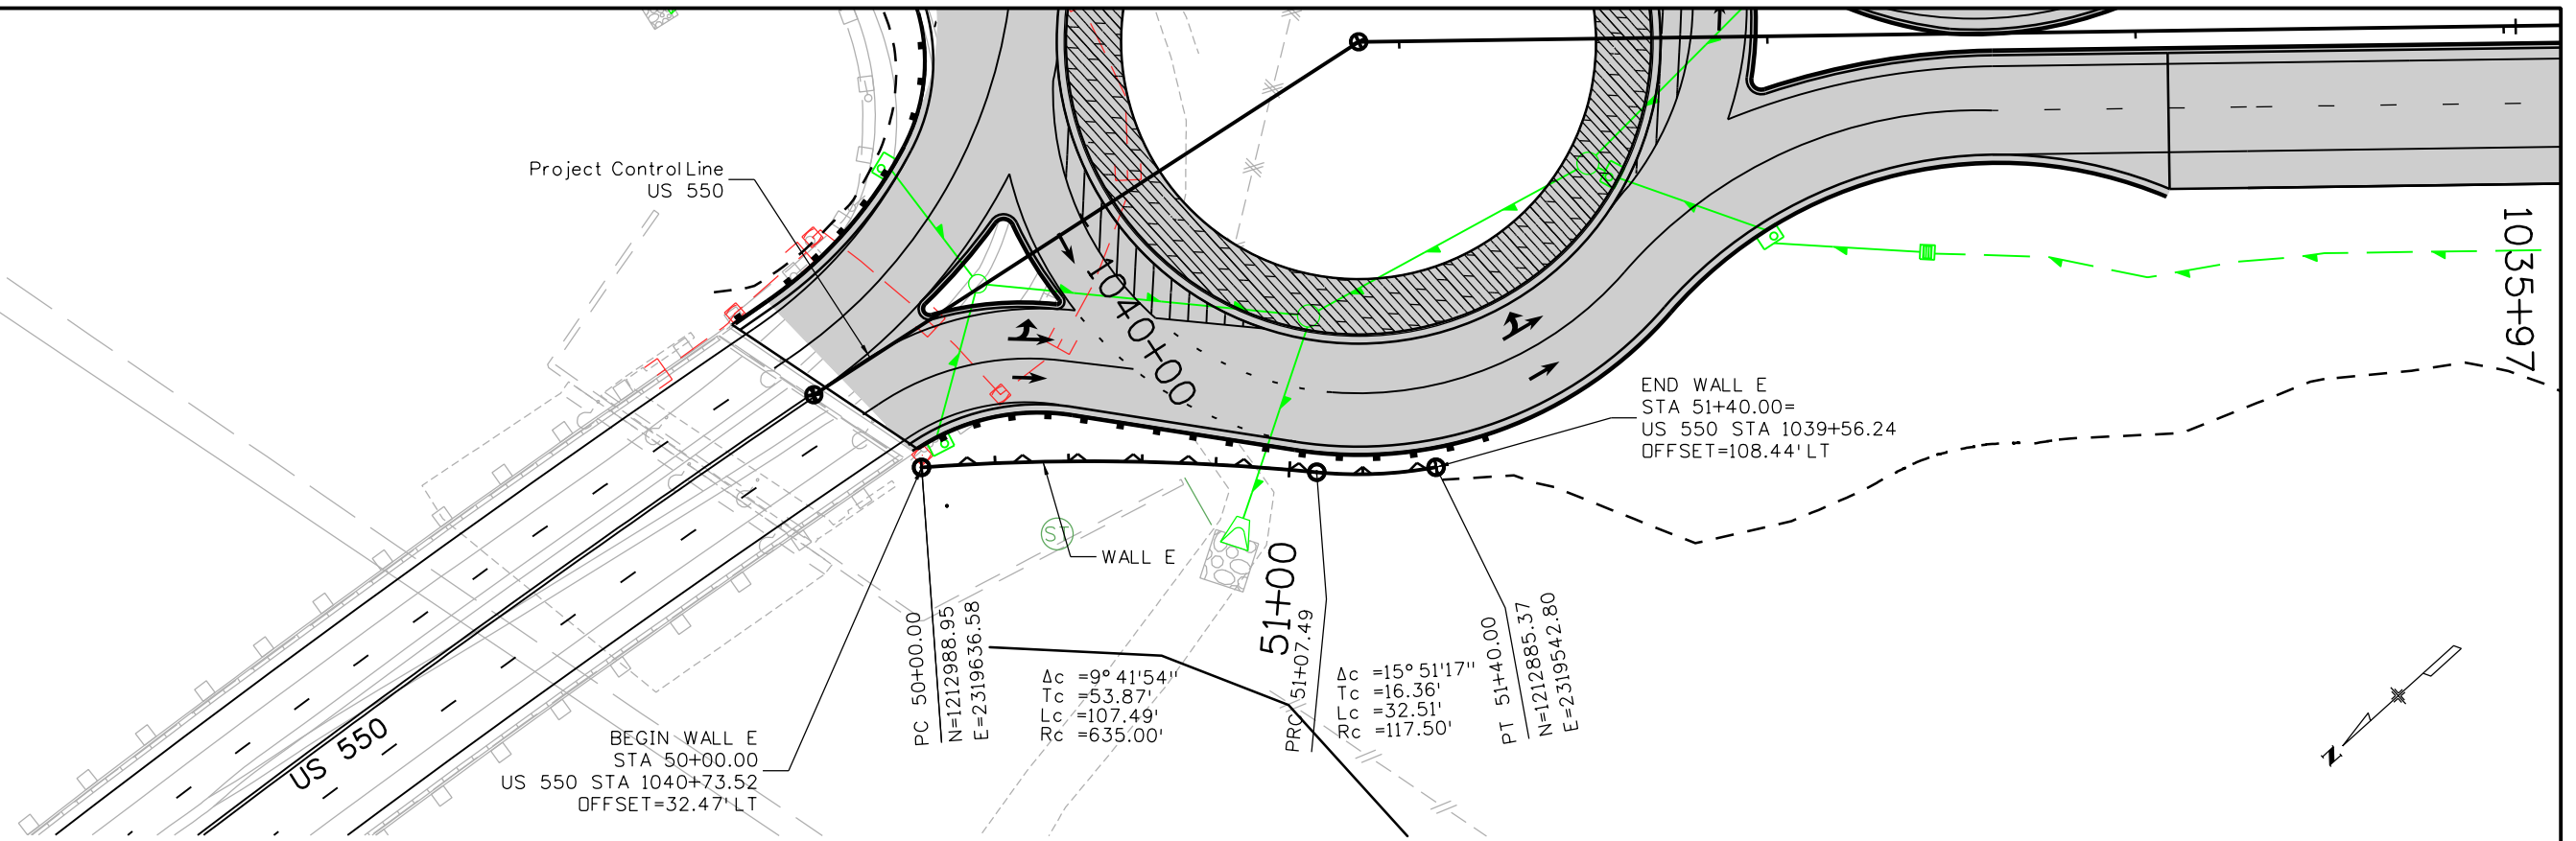 Project Control Line
US 550
1040+00
1035+97
END WALL E
STA 51+40.00=
US 550 STA 1039+56.24
OFFSET=108.44' LT
ST
WALL E
51+00
PC 50+00.00
N=1212988.95
E=2319636.58
Δc =9°41'54"
Tc =53.87'
Lc =107.49'
Rc =635.00'
PRC 51+07.49
Δc =15°51'17"
Tc =16.36'
Lc =32.51'
Rc =117.50'
PT 51+40.00
N=1212885.37
E=2319542.80
BEGIN WALL E
STA 50+00.00
US 550 STA 1040+73.52
OFFSET=32.47' LT
US 550
N
E
E